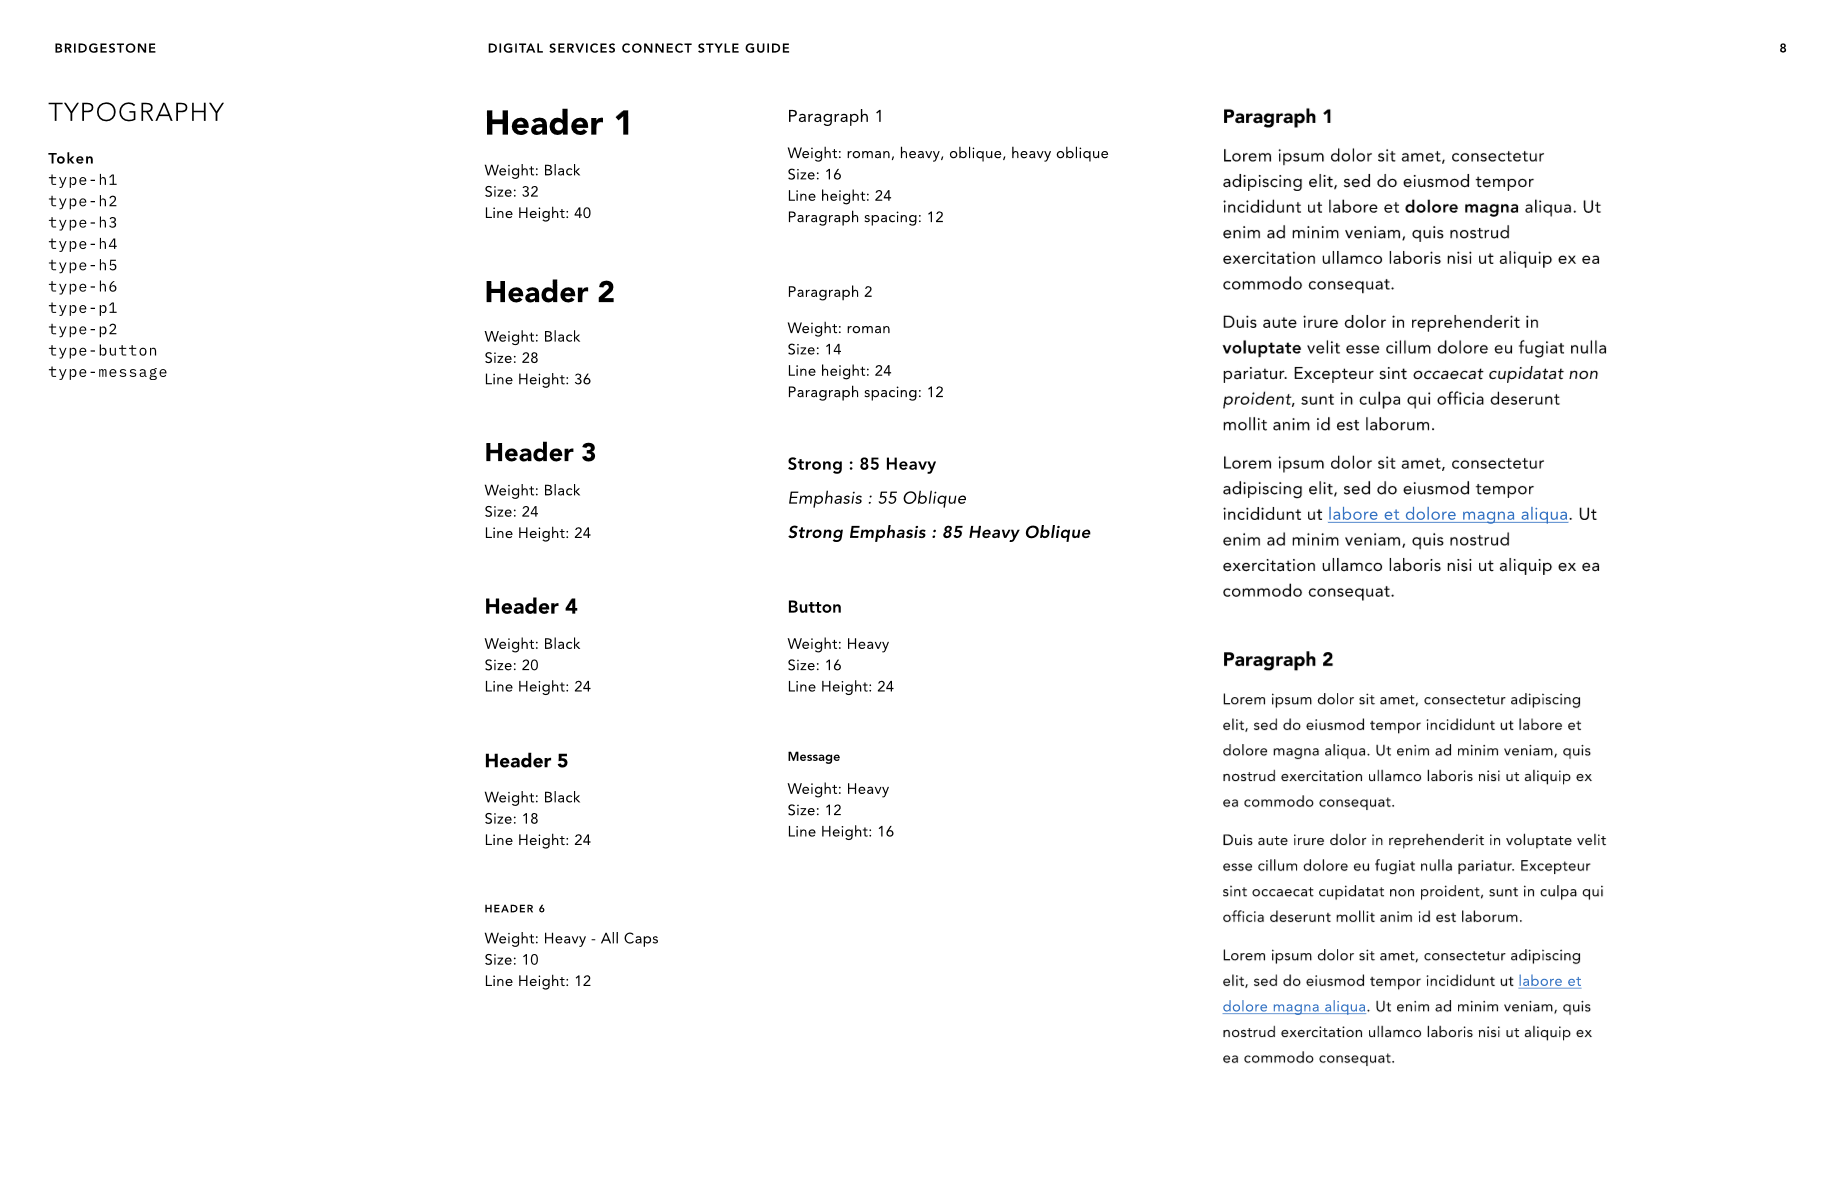 BRIDGESTONE
DIGITAL SERVICES CONNECT STYLE GUIDE
8
TYPOGRAPHY
Token
type-h1
type-h2
type-h3
type-h4
type-h5
type-h6
type-p1
type-p2
type-button
type-message
Header 1
Weight: Black
Size: 32
Line Height: 40
Header 2
Weight: Black
Size: 28
Line Height: 36
Header 3
Weight: Black
Size: 24
Line Height: 24
Header 4
Weight: Black
Size: 20
Line Height: 24
Header 5
Weight: Black
Size: 18
Line Height: 24
HEADER 6
Weight: Heavy - All Caps
Size: 10
Line Height: 12
Paragraph 1
Weight: roman, heavy, oblique, heavy oblique
Size: 16
Line height: 24
Paragraph spacing: 12
Paragraph 2
Weight: roman
Size: 14
Line height: 24
Paragraph spacing: 12
Strong : 85 Heavy
Emphasis : 55 Oblique
Strong Emphasis : 85 Heavy Oblique
Button
Weight: Heavy
Size: 16
Line Height: 24
Message
Weight: Heavy
Size: 12
Line Height: 16
Paragraph 1
Lorem ipsum dolor sit amet, consectetur
adipiscing elit, sed do eiusmod tempor
incididunt ut labore et dolore magna aliqua. Ut
enim ad minim veniam, quis nostrud
exercitation ullamco laboris nisi ut aliquip ex ea
commodo consequat.
Duis aute irure dolor in reprehenderit in
voluptate velit esse cillum dolore eu fugiat nulla
pariatur. Excepteur sint occaecat cupidatat non
proident, sunt in culpa qui officia deserunt
mollit anim id est laborum.
Lorem ipsum dolor sit amet, consectetur
adipiscing elit, sed do eiusmod tempor
incididunt ut labore et dolore magna aliqua. Ut
enim ad minim veniam, quis nostrud
exercitation ullamco laboris nisi ut aliquip ex ea
commodo consequat.
Paragraph 2
Lorem ipsum dolor sit amet, consectetur adipiscing
elit, sed do eiusmod tempor incididunt ut labore et
dolore magna aliqua. Ut enim ad minim veniam, quis
nostrud exercitation ullamco laboris nisi ut aliquip ex
ea commodo consequat.
Duis aute irure dolor in reprehenderit in voluptate velit
esse cillum dolore eu fugiat nulla pariatur. Excepteur
sint occaecat cupidatat non proident, sunt in culpa qui
officia deserunt mollit anim id est laborum.
Lorem ipsum dolor sit amet, consectetur adipiscing
elit, sed do eiusmod tempor incididunt ut labore et
dolore magna aliqua. Ut enim ad minim veniam, quis
nostrud exercitation ullamco laboris nisi ut aliquip ex
ea commodo consequat.